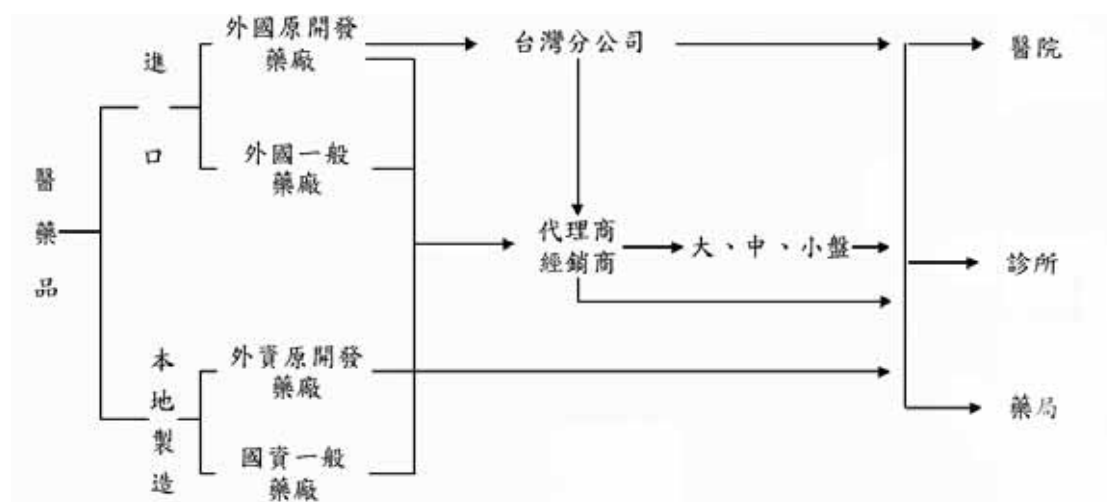 醫藥品
進口
外國原開發
藥廠
外國一般
藥廠
本地製造
外資原開發
藥廠
國資一般
藥廠
台灣分公司
代理商
經銷商
大、中、小盤
醫院
診所
藥局